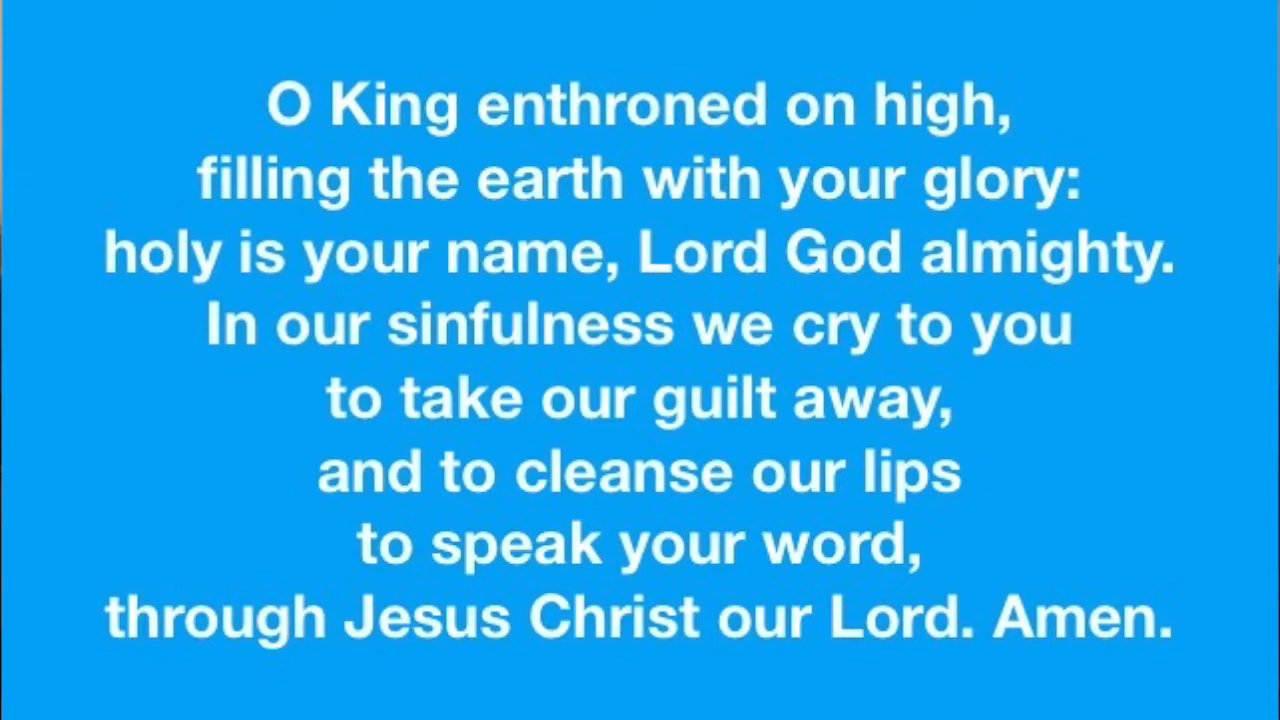 O King enthroned on high,
filling the earth with your glory:
holy is your name, Lord God almighty.
In our sinfulness we cry to you
to take our guilt away,
and to cleanse our lips
to speak your word,
through Jesus Christ our Lord. Amen.